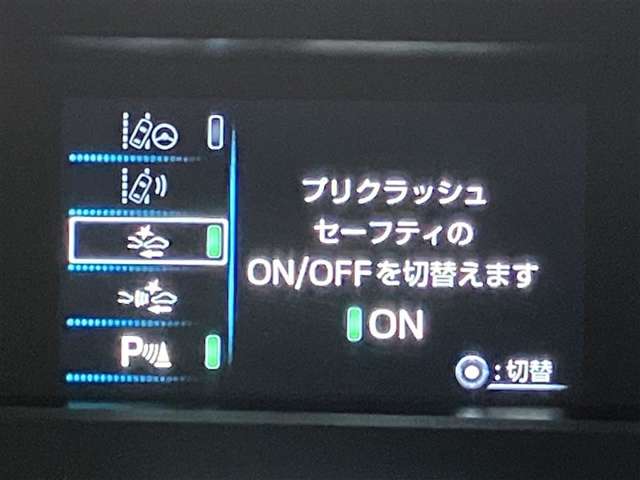 プリクラッシュ
セーフティの
ON/OFFを切替えます
ON
P
:切替